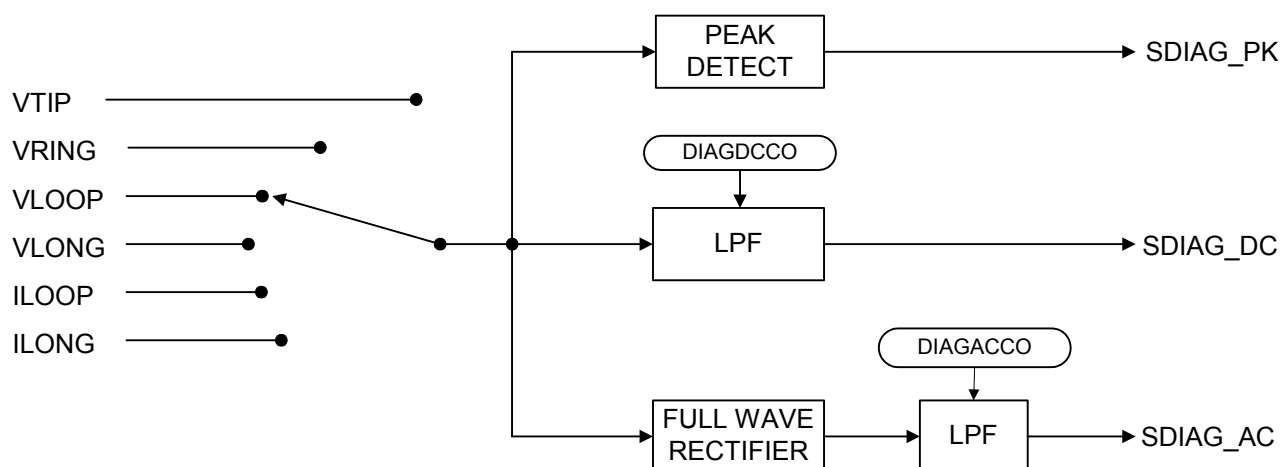 PEAK
DETECT
SDIAG_PK
VTIP
VRING
DIAGDCCO
VLOOP
VLONG
LPF
SDIAG_DC
ILOOP
ILONG
DIAGACCO
FULL WAVE
RECTIFIER
LPF
SDIAG_AC